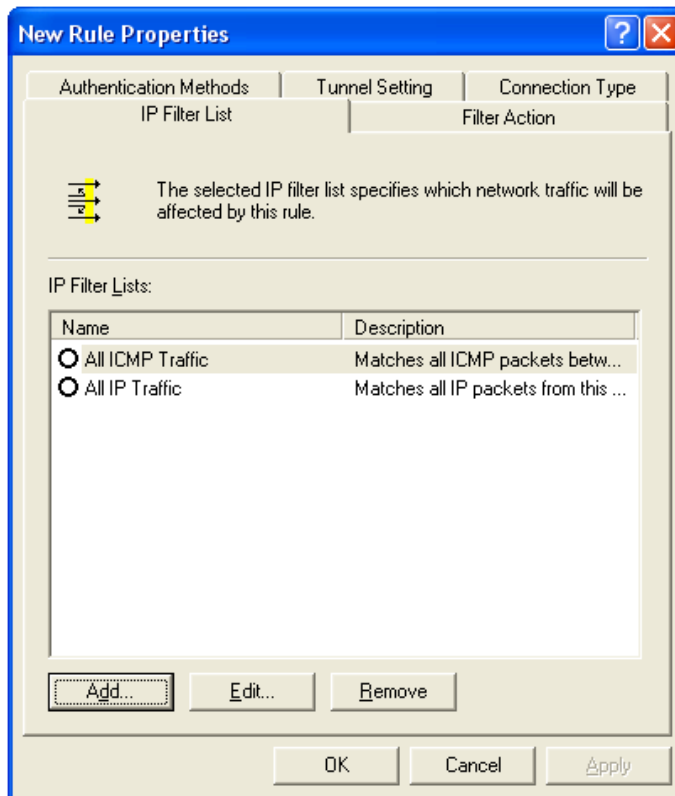 New Rule Properties
Authentication Methods Tunnel Setting Connection Type
IP Filter List Filter Action
The selected IP filter list specifies which network traffic will be
affected by this rule.
IP Filter Lists:
Name Description
All ICMP Traffic Matches all ICMP packets betw...
All IP Traffic Matches all IP packets from this ...
Add... Edit... Remove
OK Cancel Apply